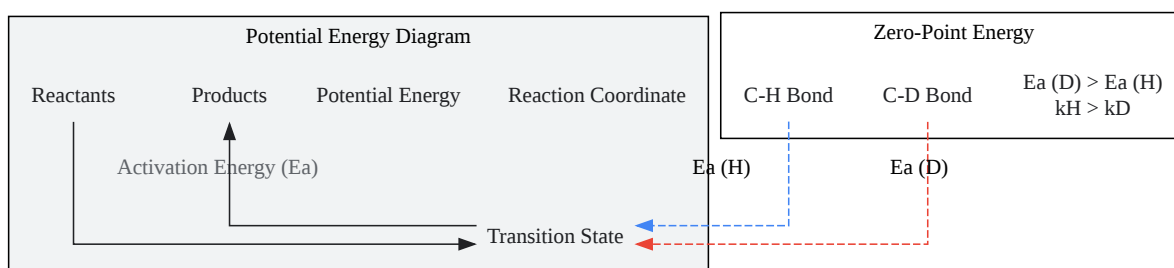 Potential Energy Diagram
Zero-Point Energy
Reactants
Products
Potential Energy
Reaction Coordinate
C-H Bond
C-D Bond
Ea (D) > Ea (H)
kH > kD
Activation Energy (Ea)
Ea (H)
Ea (D)
Transition State